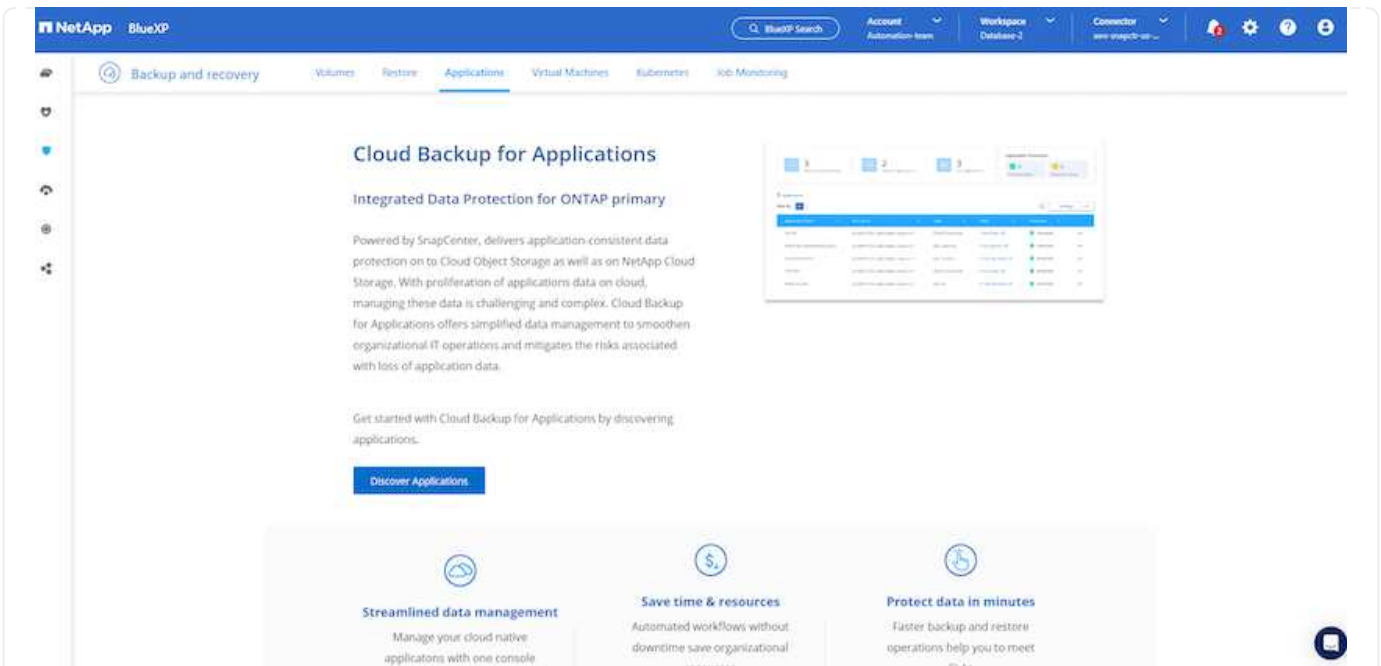 NetApp BlueXP
BlueXP Search
Account
Automation-team
Workspace
Database-2
Connector
Backup and recovery
Volumes
Restore
Applications
Virtual Machines
Kubernetes
Job Monitoring
Cloud Backup for Applications
Integrated Data Protection for ONTAP primary
Powered by SnapCenter, delivers application consistent data
protection on to Cloud Object Storage as well as on NetApp Cloud
Storage. With proliferation of applications data on cloud,
managing these data is challenging and complex. Cloud Backup
for Applications offers simplified data management to smoothen
organizational IT operations and mitigates the risks associated
with loss of application data.
Get started with Cloud Backup for Applications by discovering
applications.
Discover Applications
3
2
3
Streamlined data management
Manage your cloud native
applicatons with one console
Save time & resources
Automated workflows without
downtime save organizational
Protect data in minutes
Faster backup and restore
operations help you to meet